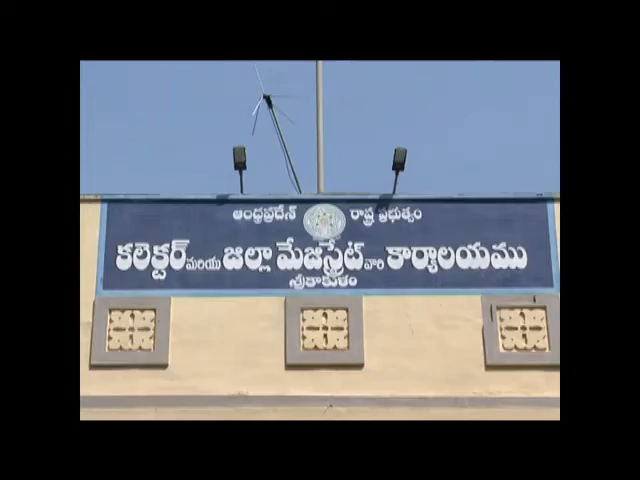 ఆంధ్రప్రదేశ్ రాష్ట్ర ప్రభుత్వం
కలెక్టర్ మరియు జిల్లా మేజిస్ట్రేట్ వారి కార్యాలయము
శ్రీకాకుళం